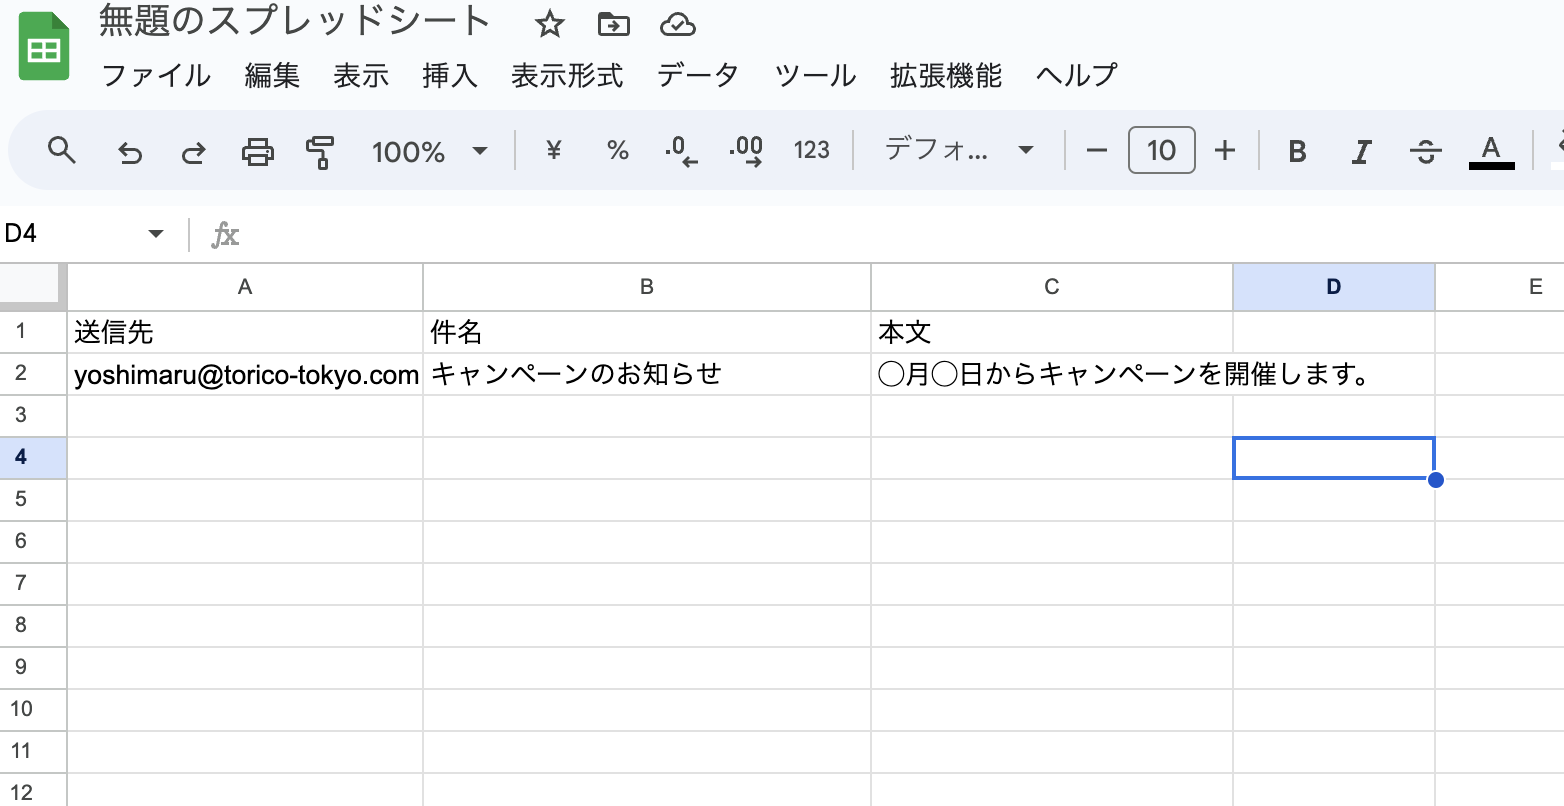 無題のスプレッドシート
ファイル 編集 表示 挿入 表示形式 データ ツール 拡張機能 ヘルプ
100% ¥ % .0 .00 123 デフォ... − 10 + B I S A
D4 fx
A B C D E
1 送信先 件名 本文
2 yoshimaru@torico-tokyo.com キャンペーンのお知らせ ◯月◯日からキャンペーンを開催します。
3
4
5
6
7
8
9
10
11
12